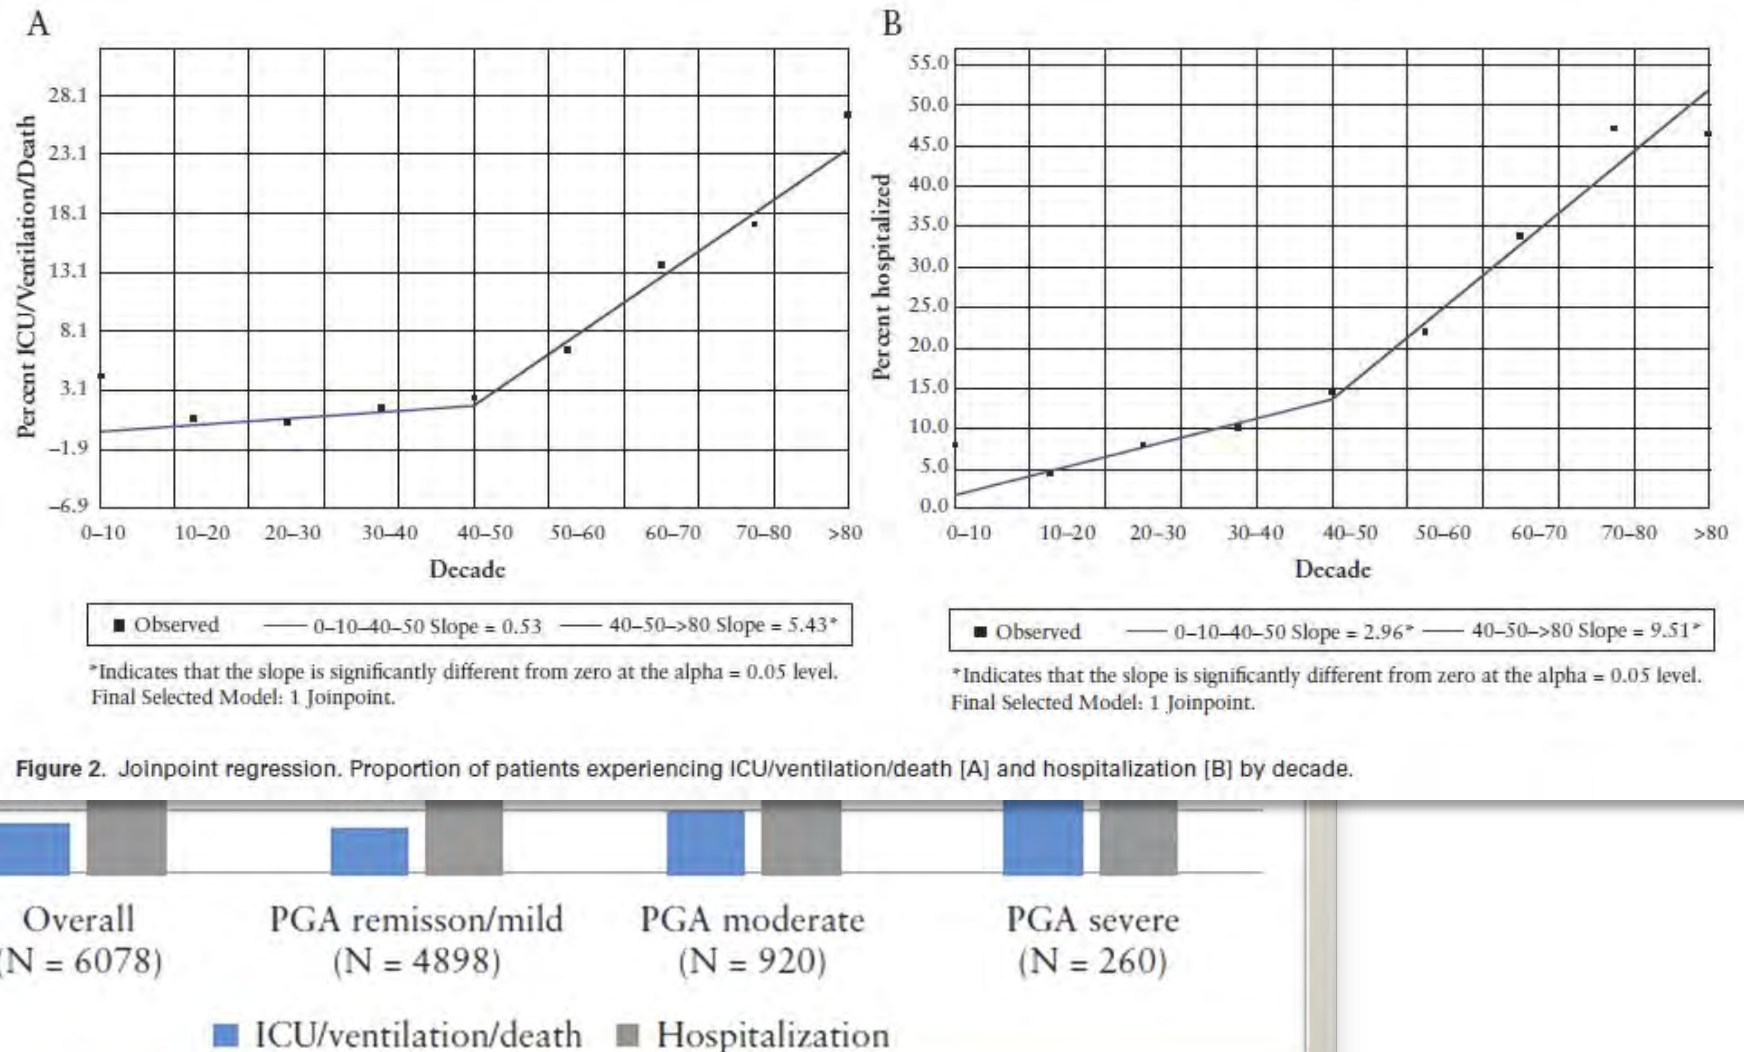 A
Percent ICU/Ventilation/Death
28.1
23.1
18.1
13.1
8.1
3.1
–1.9
–6.9
0–10 10–20 20–30 30–40 40–50 50–60 60–70 70–80 >80
Decade
Observed 0–10–40–50 Slope = 0.53 40–50–>80 Slope = 5.43*
*Indicates that the slope is significantly different from zero at the alpha = 0.05 level.
Final Selected Model: 1 Joinpoint.
B
Percent hospitalized
55.0
50.0
45.0
40.0
35.0
30.0
25.0
20.0
15.0
10.0
5.0
0.0
0–10 10–20 20–30 30–40 40–50 50–60 60–70 70–80 >80
Decade
Observed 0–10–40–50 Slope = 2.96* 40–50–>80 Slope = 9.51*
*Indicates that the slope is significantly different from zero at the alpha = 0.05 level.
Final Selected Model: 1 Joinpoint.
Figure 2. Joinpoint regression. Proportion of patients experiencing ICU/ventilation/death [A] and hospitalization [B] by decade.
Overall PGA remisson/mild PGA moderate PGA severe
(N = 6078) (N = 4898) (N = 920) (N = 260)
ICU/ventilation/death Hospitalization